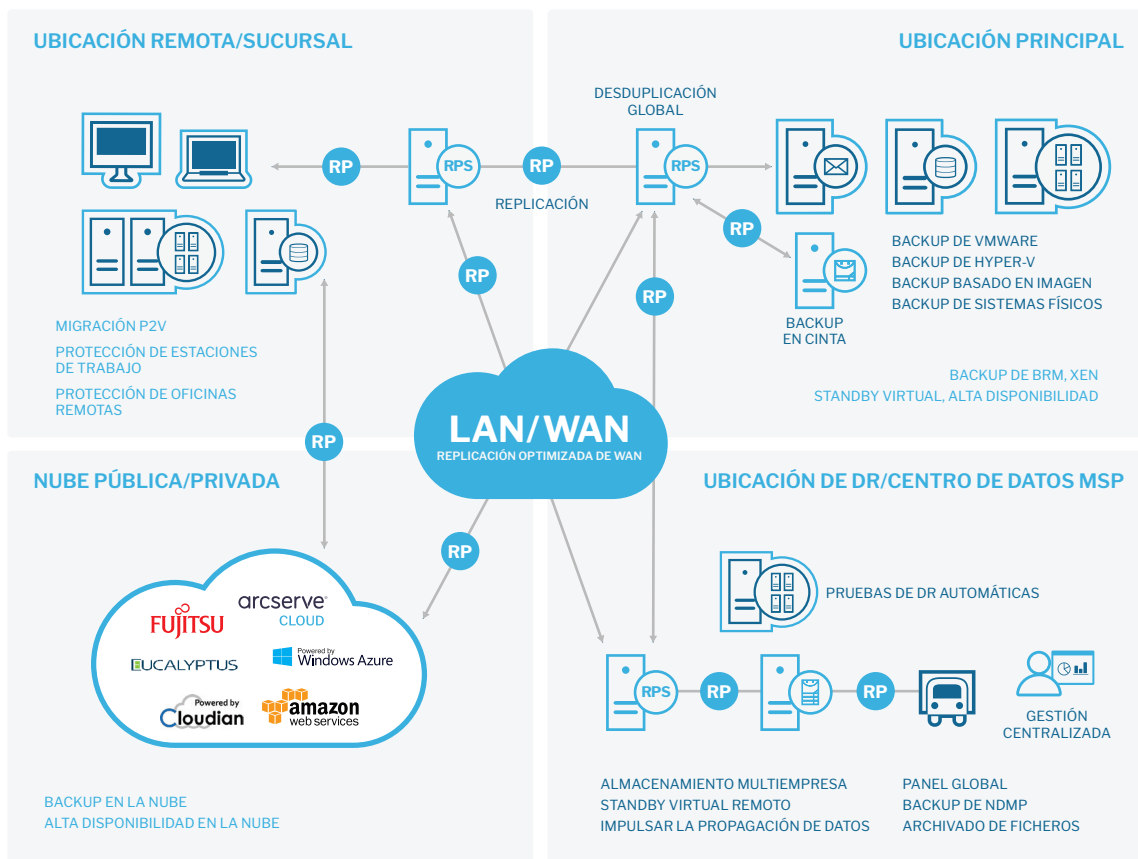 UBICACIÓN REMOTA/SUCURSAL
RP
RPS
RP
REPLICACIÓN
RP
MIGRACIÓN P2V
PROTECCIÓN DE ESTACIONES
DE TRABAJO
PROTECCIÓN DE OFICINAS
REMOTAS
RP
UBICACIÓN PRINCIPAL
DESDUPLICACIÓN
GLOBAL
RPS
RP
RP
BACKUP
EN CINTA
BACKUP DE VMWARE
BACKUP DE HYPER-V
BACKUP BASADO EN IMAGEN
BACKUP DE SISTEMAS FÍSICOS
BACKUP DE BRM, XEN
STANDBY VIRTUAL, ALTA DISPONIBILIDAD
LAN/WAN
REPLICACIÓN OPTIMIZADA DE WAN
NUBE PÚBLICA/PRIVADA
RP
FUJITSU
arcserve®
CLOUD
EUCALYPTUS
Powered by
Windows Azure
Powered by
Cloudian
amazon
web services
BACKUP EN LA NUBE
ALTA DISPONIBILIDAD EN LA NUBE
UBICACIÓN DE DR/CENTRO DE DATOS MSP
PRUEBAS DE DR AUTOMÁTICAS
RPS
RP
RP
GESTIÓN
CENTRALIZADA
ALMACENAMIENTO MULTIEMPRESA
STANDBY VIRTUAL REMOTO
IMPULSAR LA PROPAGACIÓN DE DATOS
PANEL GLOBAL
BACKUP DE NDMP
ARCHIVADO DE FICHEROS